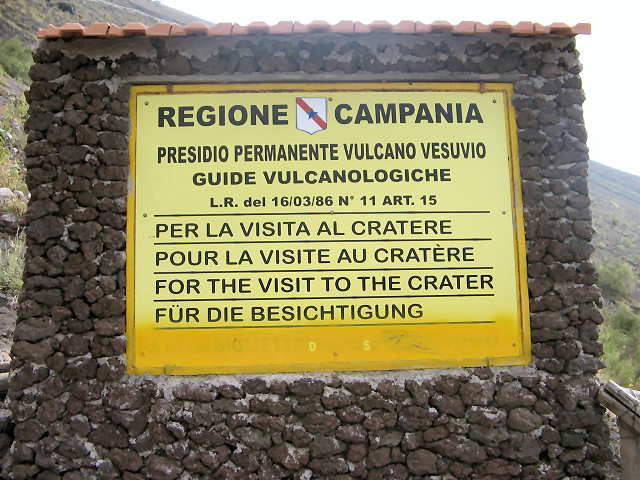 REGIONE CAMPANIA
PRESIDIO PERMANENTE VULCANO VESUVIO
GUIDE VULCANOLOGICHE
L.R. del 16/03/86 N° 11 ART. 15
PER LA VISITA AL CRATERE
POUR LA VISITE AU CRATÈRE
FOR THE VISIT TO THE CRATER
FÜR DIE BESICHTIGUNG